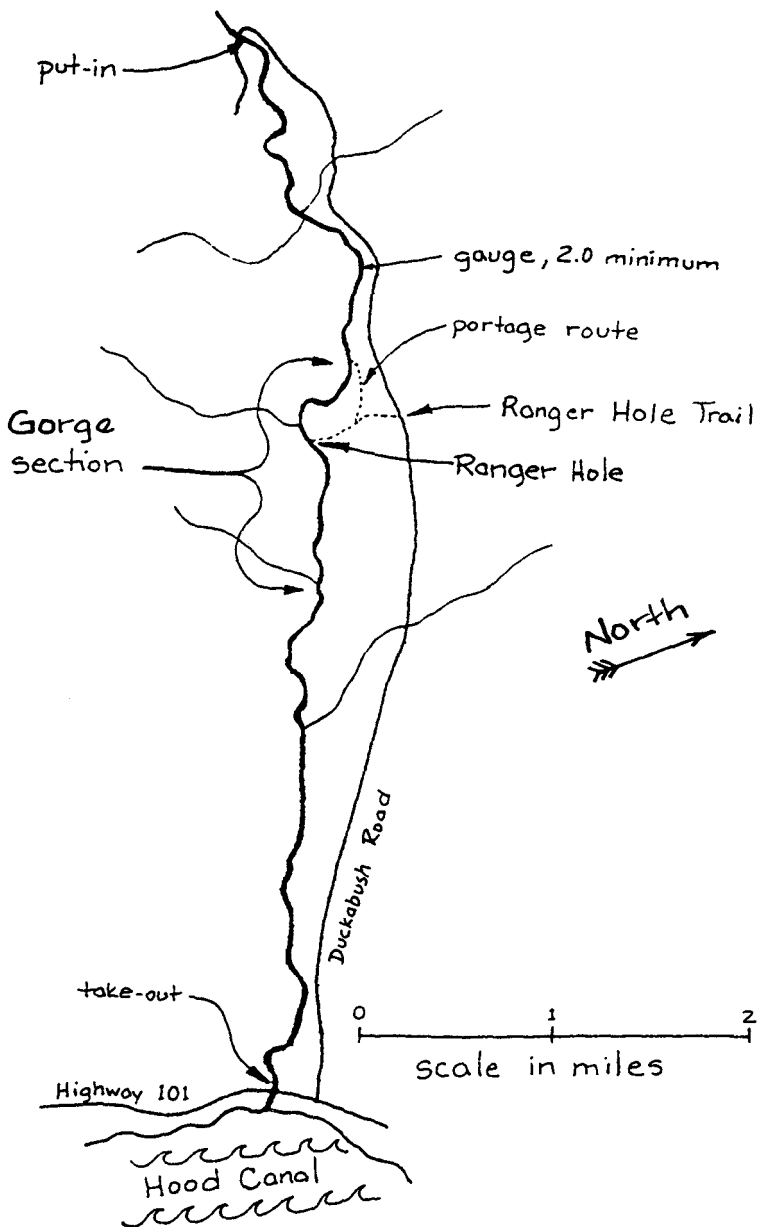 put-in
gauge, 2.0 minimum
portage route
Ranger Hole Trail
Gorge
section
Ranger Hole
North
Duckabush Road
take-out
0 1 2
scale in miles
Highway 101
Hood Canal